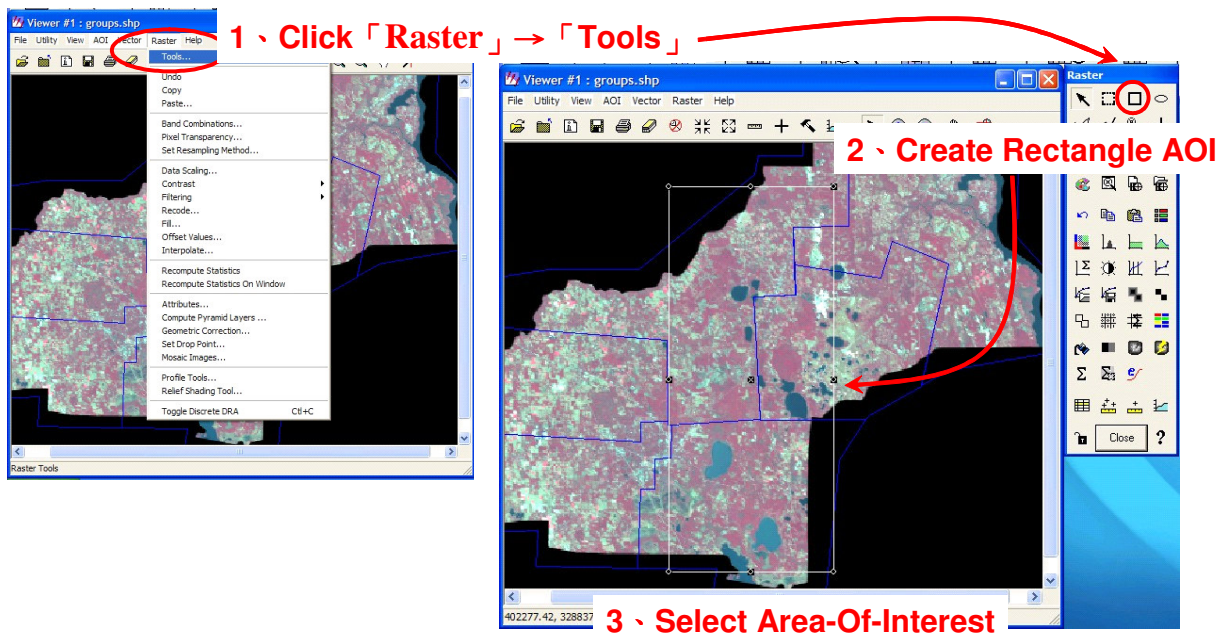 1、Click「Raster」→「Tools」
Viewer #1 : groups.shp
File Utility View AOI Vector Raster Help
Tools...
Undo
Copy
Paste...
Band Combinations...
Pixel Transparency...
Set Resampling Method...
Data Scaling...
Contrast
Filtering
Recode...
Fill...
Offset Values...
Interpolate...
Recompute Statistics
Recompute Statistics On Window
Attributes...
Compute Pyramid Layers ...
Geometric Correction...
Set Drop Point...
Mosaic Images...
Profile Tools...
Relief Shading Tool...
Toggle Discrete DRA Ctl+C
Raster Tools
Viewer #1 : groups.shp
File Utility View AOI Vector Raster Help
Raster
2、Create Rectangle AOI
Close ?
402277.42, 328837
3、Select Area-Of-Interest